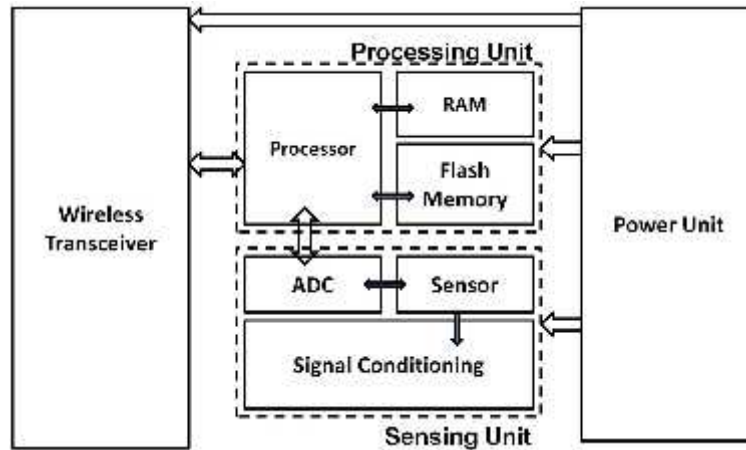 Processing Unit
RAM
Processor
Flash
Memory
Wireless
Transceiver
Power Unit
ADC
Sensor
Signal Conditioning
Sensing Unit